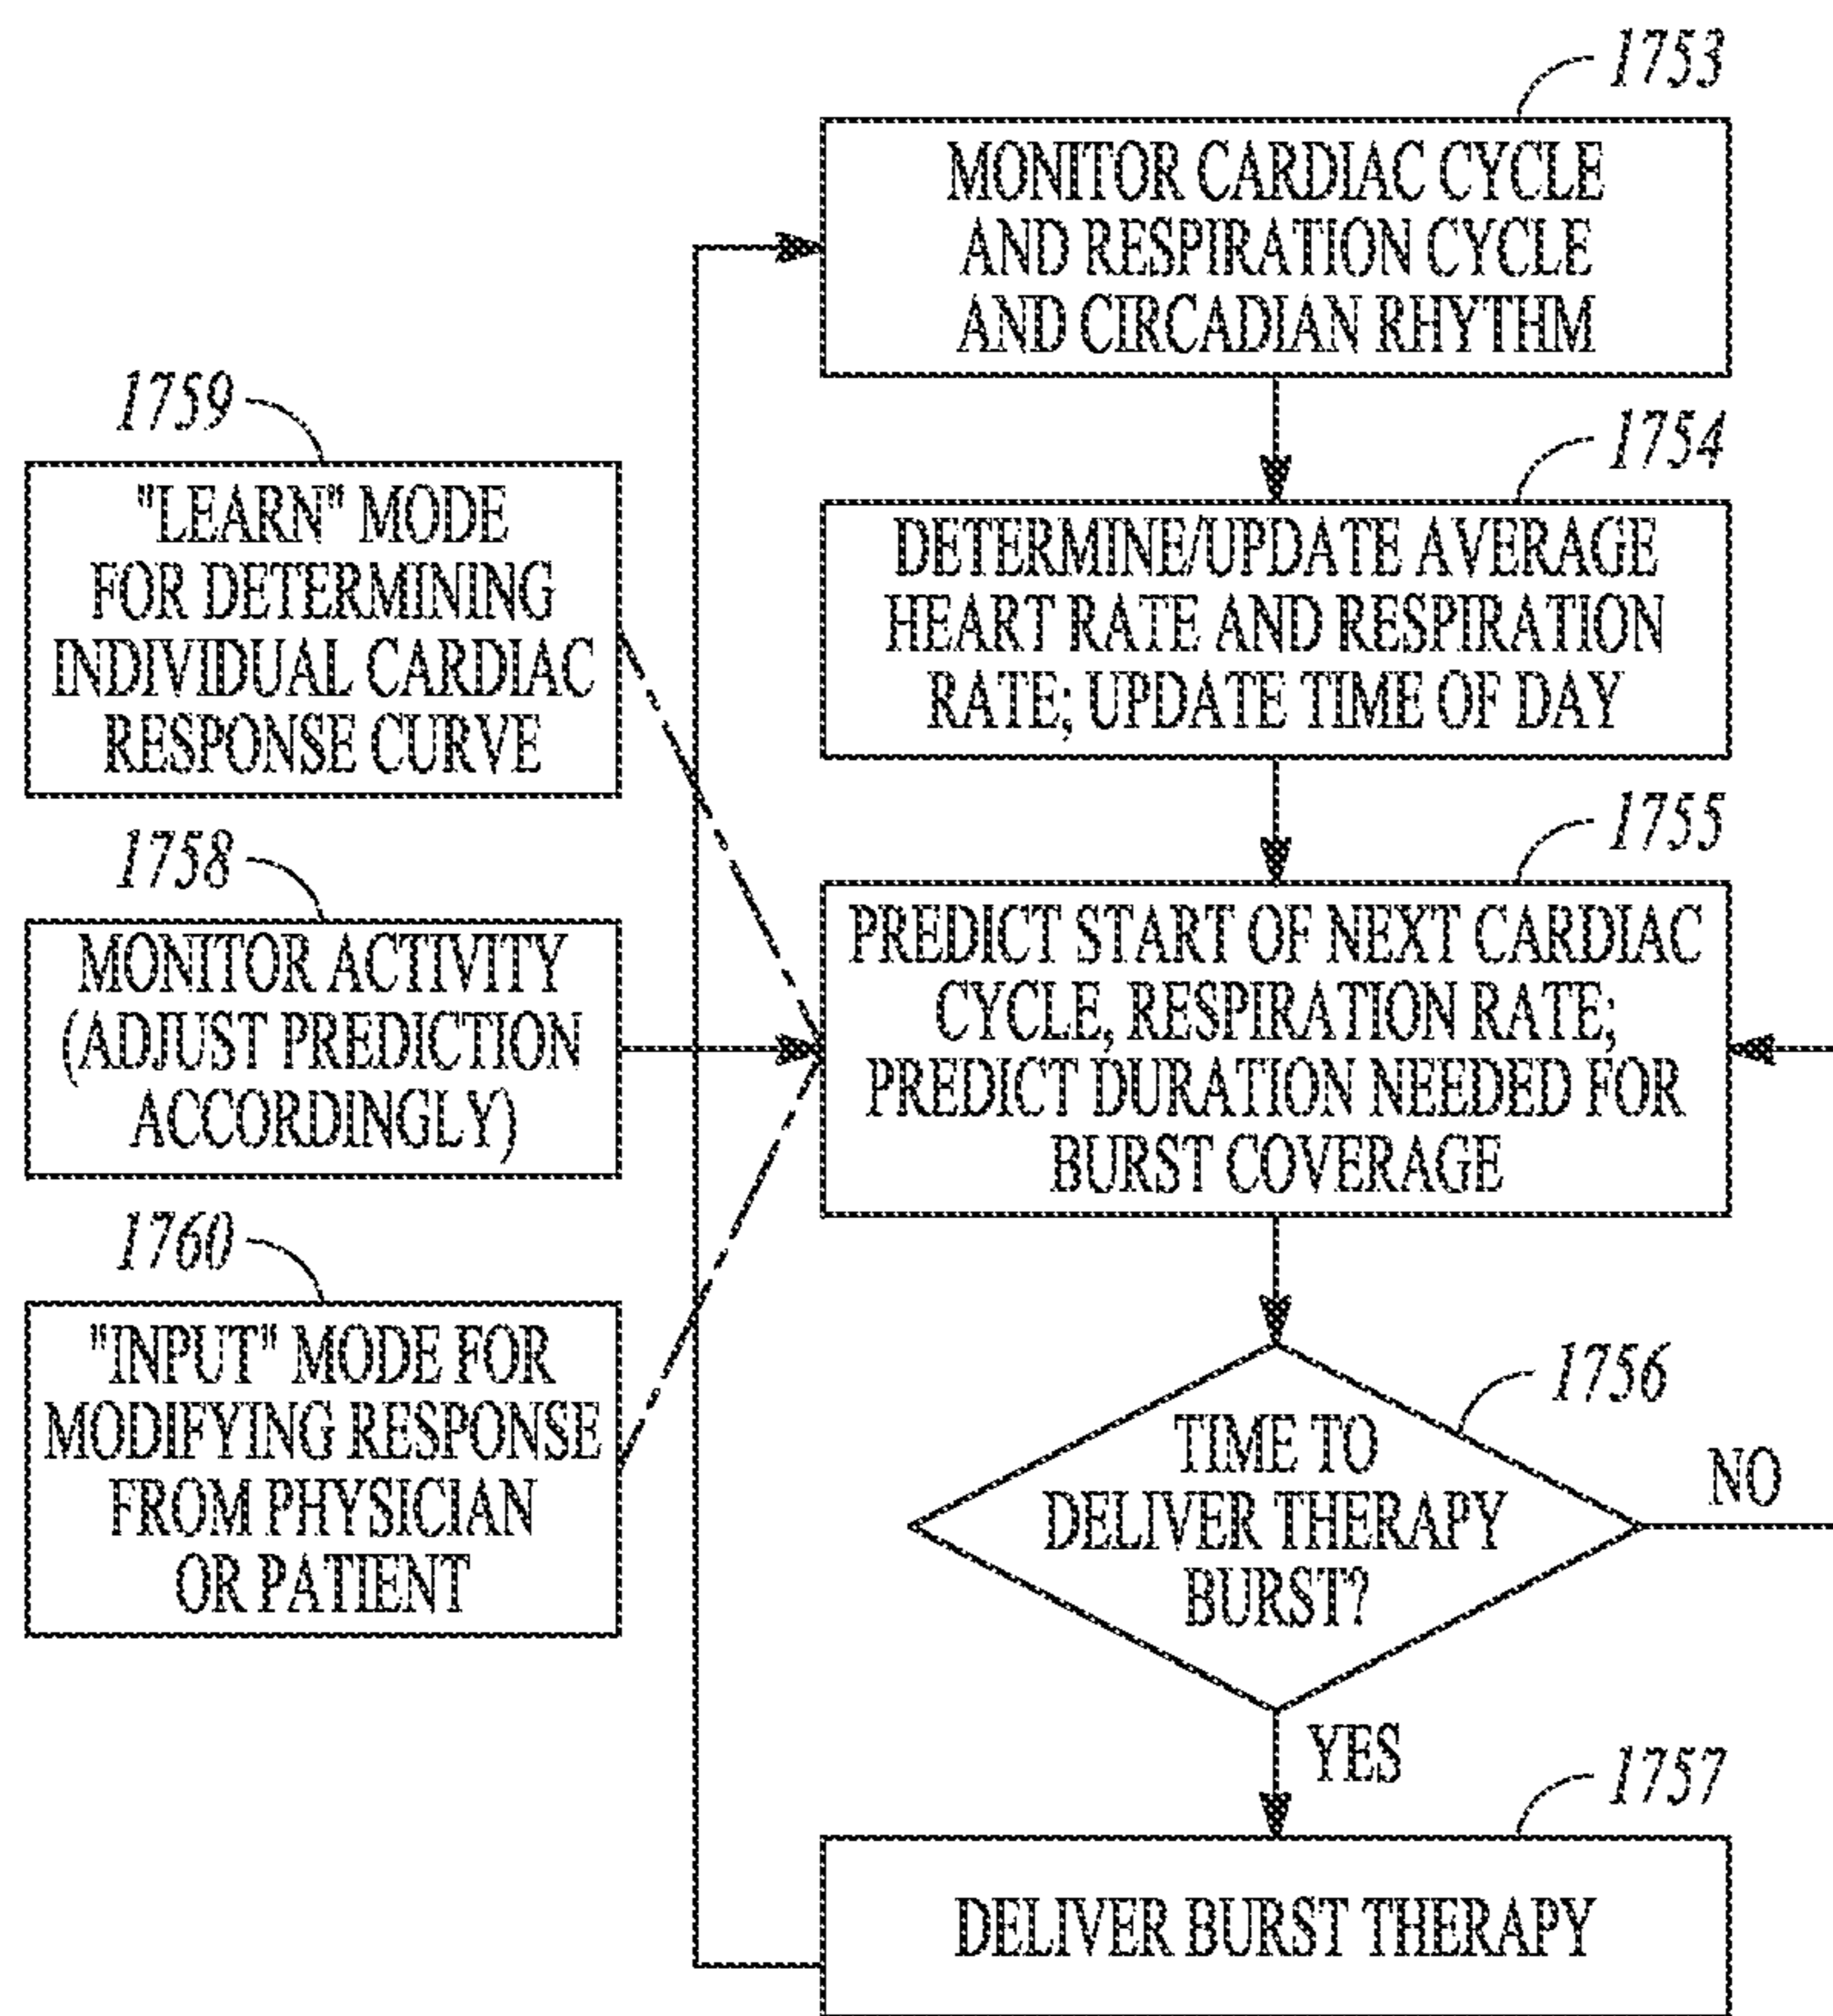 1753
MONITOR CARDIAC CYCLE
AND RESPIRATION CYCLE
AND CIRCADIAN RHYTHM
1754
DETERMINE/UPDATE AVERAGE
HEART RATE AND RESPIRATION
RATE; UPDATE TIME OF DAY
1759
"LEARN" MODE
FOR DETERMINING
INDIVIDUAL CARDIAC
RESPONSE CURVE
1755
PREDICT START OF NEXT CARDIAC
CYCLE, RESPIRATION RATE;
PREDICT DURATION NEEDED FOR
BURST COVERAGE
1758
MONITOR ACTIVITY
(ADJUST PREDICTION
ACCORDINGLY)
1760
"INPUT" MODE FOR
MODIFYING RESPONSE
FROM PHYSICIAN
OR PATIENT
1756
TIME TO
DELIVER THERAPY
BURST?
NO
YES
1757
DELIVER BURST THERAPY